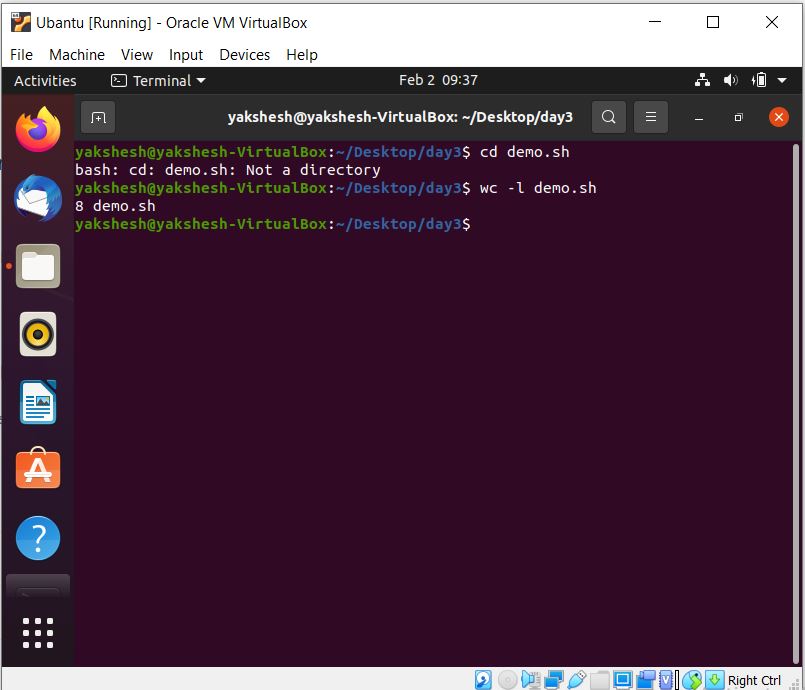 Ubantu [Running] - Oracle VM VirtualBox
File Machine View Input Devices Help
Activities Terminal Feb 2 09:37
yakshesh@yakshesh-VirtualBox: ~/Desktop/day3
yakshesh@yakshesh-VirtualBox:~/Desktop/day3$ cd demo.sh
bash: cd: demo.sh: Not a directory
yakshesh@yakshesh-VirtualBox:~/Desktop/day3$ wc -l demo.sh
8 demo.sh
yakshesh@yakshesh-VirtualBox:~/Desktop/day3$
Right Ctrl